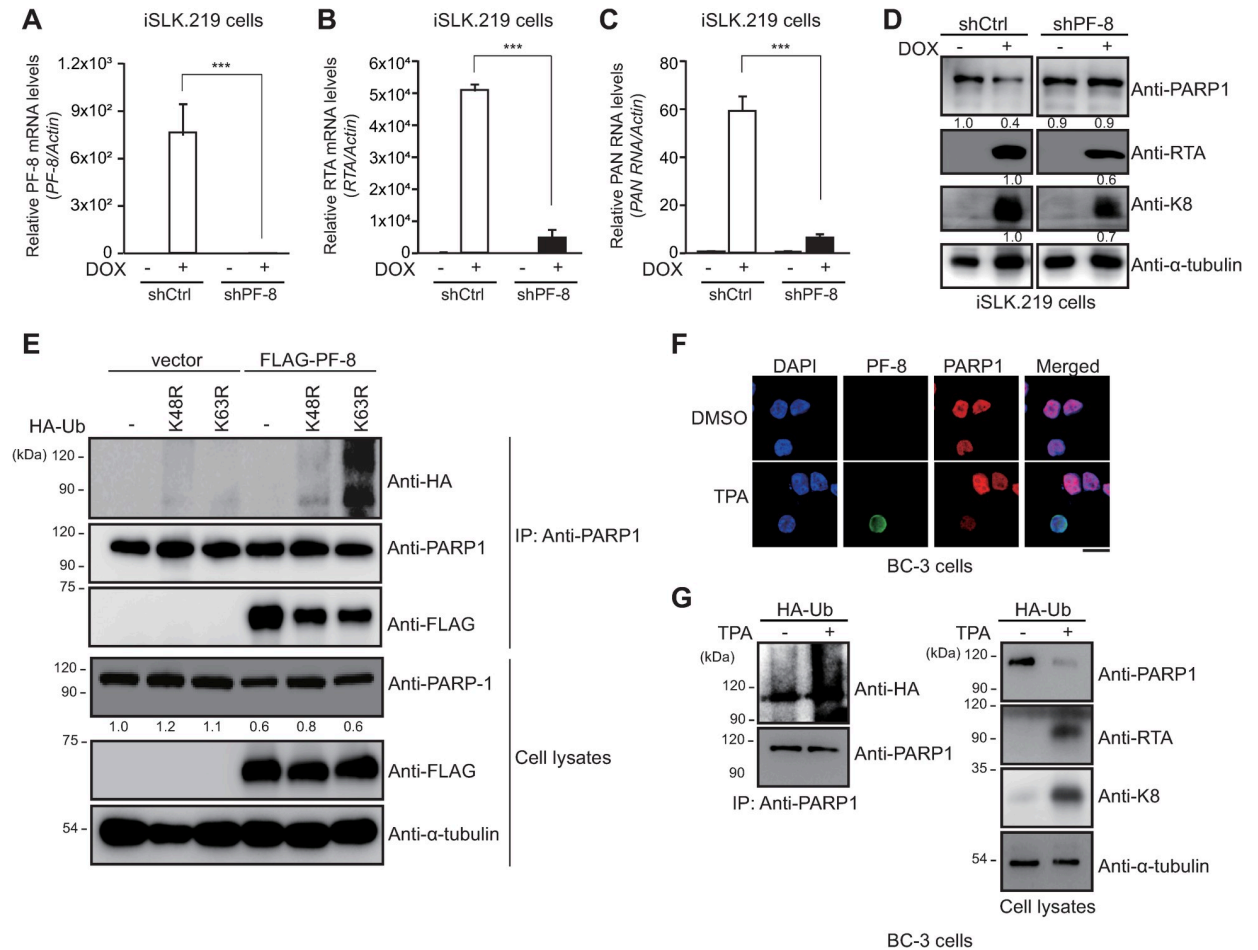 A
iSLK.219 cells
Relative PF-8 mRNA lelvels
(PF-8/Actin)
1.2x10³
9x10²
6x10²
3x10²
0
***
DOX - + - +
shCtrl shPF-8
B
iSLK.219 cells
Relative RTA mRNA levels
(RTA/Actin)
6x10⁴
5x10⁴
4x10⁴
3x10⁴
2x10⁴
1x10⁴
0
***
DOX - + - +
shCtrl shPF-8
C
iSLK.219 cells
Relative PAN RNA levels
(PAN RNA/Actin)
80
60
40
20
0
***
DOX - + - +
shCtrl shPF-8
D
shCtrl shPF-8
DOX - + - +
Anti-PARP1
1.0 0.4 0.9 0.9
Anti-RTA
1.0 0.6
Anti-K8
1.0 0.7
Anti-α-tubulin
iSLK.219 cells
E
vector FLAG-PF-8
HA-Ub - K48R K63R - K48R K63R
(kDa) 120
90
Anti-HA
120
90
Anti-PARP1
75
Anti-FLAG
IP: Anti-PARP1
120
90
Anti-PARP-1
1.0 1.2 1.1 0.6 0.8 0.6
75
Anti-FLAG
54
Anti-α-tubulin
Cell lysates
F
DAPI PF-8 PARP1 Merged
DMSO
TPA
BC-3 cells
G
HA-Ub
TPA - +
(kDa)
120
90
Anti-HA
120
90
Anti-PARP1
IP: Anti-PARP1
HA-Ub
TPA - +
(kDa) 120
90
Anti-PARP1
120
90
Anti-RTA
35
Anti-K8
54
Anti-α-tubulin
Cell lysates
BC-3 cells